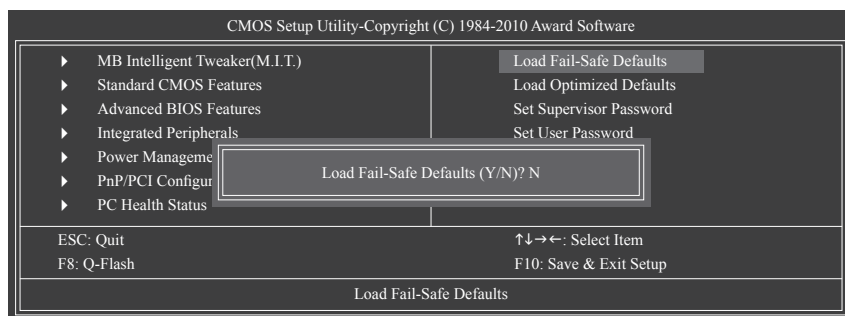 CMOS Setup Utility-Copyright (C) 1984-2010 Award Software
MB Intelligent Tweaker(M.I.T.)
Standard CMOS Features
Advanced BIOS Features
Integrated Peripherals
Power Manageme
PnP/PCI Configur
PC Health Status
Load Fail-Safe Defaults
Load Optimized Defaults
Set Supervisor Password
Set User Password
Load Fail-Safe Defaults (Y/N)? N
ESC: Quit
F8: Q-Flash
↑↓→←: Select Item
F10: Save & Exit Setup
Load Fail-Safe Defaults